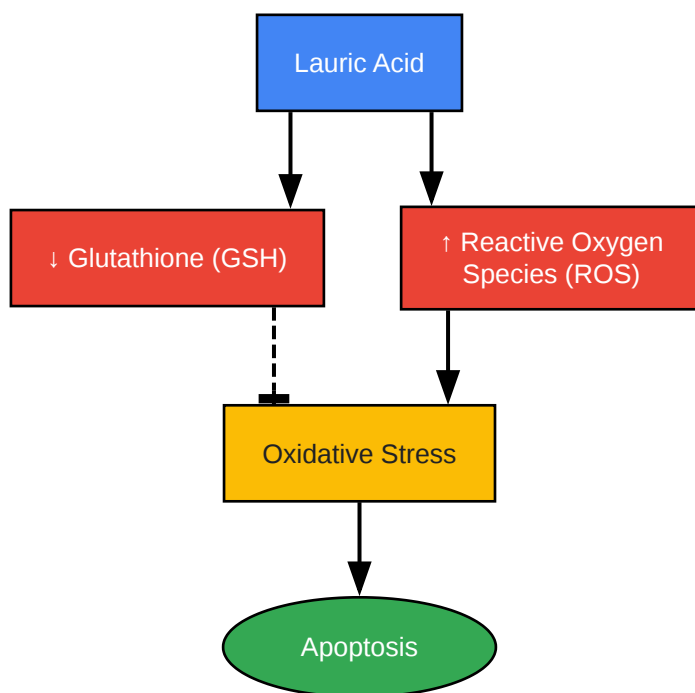 Lauric Acid
↓ Glutathione (GSH)
↑ Reactive Oxygen
Species (ROS)
Oxidative Stress
Apoptosis